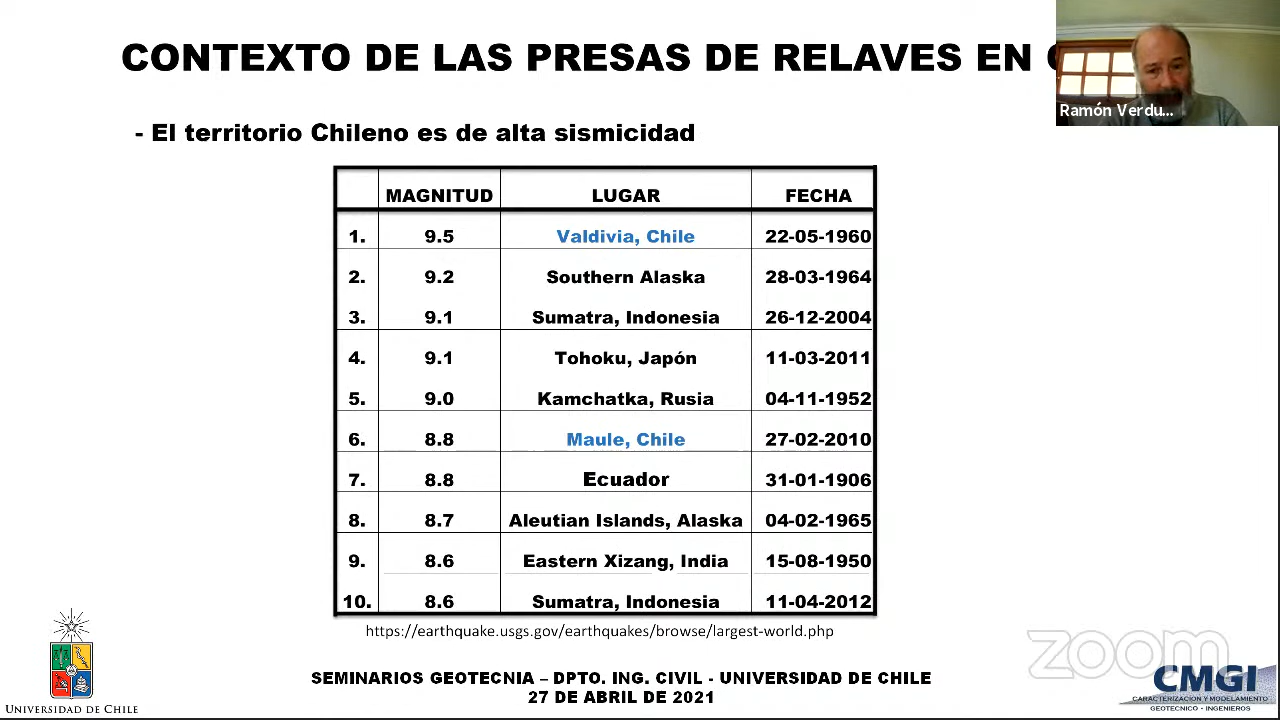 CONTEXTO DE LAS PRESAS DE RELAVES EN
Ramón Verdu...
- El territorio Chileno es de alta sismicidad
MAGNITUD LUGAR FECHA
1. 9.5 Valdivia, Chile 22-05-1960
2. 9.2 Southern Alaska 28-03-1964
3. 9.1 Sumatra, Indonesia 26-12-2004
4. 9.1 Tohoku, Japón 11-03-2011
5. 9.0 Kamchatka, Rusia 04-11-1952
6. 8.8 Maule, Chile 27-02-2010
7. 8.8 Ecuador 31-01-1906
8. 8.7 Aleutian Islands, Alaska 04-02-1965
9. 8.6 Eastern Xizang, India 15-08-1950
10. 8.6 Sumatra, Indonesia 11-04-2012
https://earthquake.usgs.gov/earthquakes/browse/largest-world.php
zoom
SEMINARIOS GEOTECNIA – DPTO. ING. CIVIL - UNIVERSIDAD DE CHILE
27 DE ABRIL DE 2021
UNIVERSIDAD DE CHILE
CMGI
CARACTERIZACION Y MODELAMIENTO
GEOTECNICO - INGENIEROS